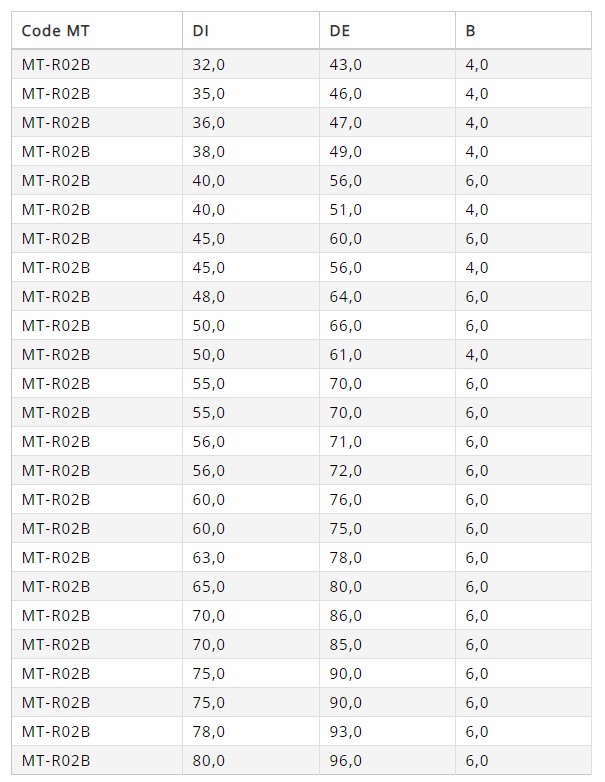 Code MT DI DE B
MT-R02B 32,0 43,0 4,0
MT-R02B 35,0 46,0 4,0
MT-R02B 36,0 47,0 4,0
MT-R02B 38,0 49,0 4,0
MT-R02B 40,0 56,0 6,0
MT-R02B 40,0 51,0 4,0
MT-R02B 45,0 60,0 6,0
MT-R02B 45,0 56,0 4,0
MT-R02B 48,0 64,0 6,0
MT-R02B 50,0 66,0 6,0
MT-R02B 50,0 61,0 4,0
MT-R02B 55,0 70,0 6,0
MT-R02B 55,0 70,0 6,0
MT-R02B 56,0 71,0 6,0
MT-R02B 56,0 72,0 6,0
MT-R02B 60,0 76,0 6,0
MT-R02B 60,0 75,0 6,0
MT-R02B 63,0 78,0 6,0
MT-R02B 65,0 80,0 6,0
MT-R02B 70,0 86,0 6,0
MT-R02B 70,0 85,0 6,0
MT-R02B 75,0 90,0 6,0
MT-R02B 75,0 90,0 6,0
MT-R02B 78,0 93,0 6,0
MT-R02B 80,0 96,0 6,0